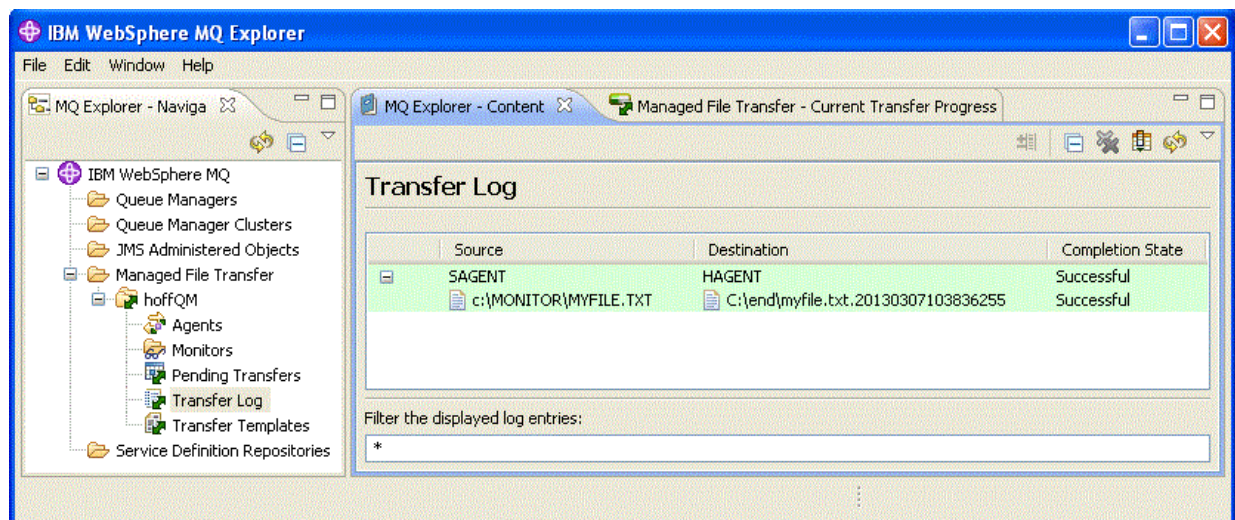 IBM WebSphere MQ Explorer
File Edit Window Help
MQ Explorer - Naviga
MQ Explorer - Content
Managed File Transfer - Current Transfer Progress
IBM WebSphere MQ
Queue Managers
Queue Manager Clusters
JMS Administered Objects
Managed File Transfer
hoffQM
Agents
Monitors
Pending Transfers
Transfer Log
Transfer Templates
Service Definition Repositories
Transfer Log
Source Destination Completion State
SAGENT HAGENT Successful
c:\MONITOR\MYFILE.TXT C:\end\myfile.txt.20130307103836255 Successful
Filter the displayed log entries:
*